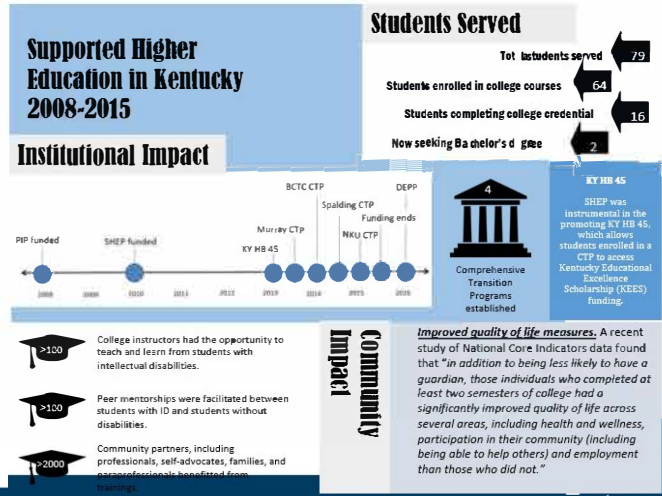 Supported Higher
Education in Kentucky
2008-2015
Students Served
Tot lastudents served 79
Students enrolled in college courses 64
Students completing college credential 16
Now seeking Bachelor's d gree 2
Institutional Impact
BCTC CTP
DEPP
Spalding CTP
Funding ends
Murray CTP
NKU CTP
KY HB 45
PIP funded
SHEP funded
2008 2009 2010 2011 2012 2013 2014 2015 2016
4
Comprehensive
Transition
Programs
established
KY HB 45
SHEP was
instrumental in the
promoting KY HB 45,
which allows
students enrolled in a
CTP to access
Kentucky Educational
Excellence
Scholarship (KEES)
funding.
>100
College instructors had the opportunity to
teach and learn from students with
intellectual disabilities.
>100
Peer mentorships were facilitated between
students with ID and students without
disabilities.
>2000
Community partners, including
professionals, self-advocates, families, and
paraprofessionals benefitted from
trainings.
Community
Impact
Improved quality of life measures. A recent
study of National Core Indicators data found
that "in addition to being less likely to have a
guardian, those individuals who completed at
least two semesters of college had a
significantly improved quality of life across
several areas, including health and wellness,
participation in their community (including
being able to help others) and employment
than those who did not."